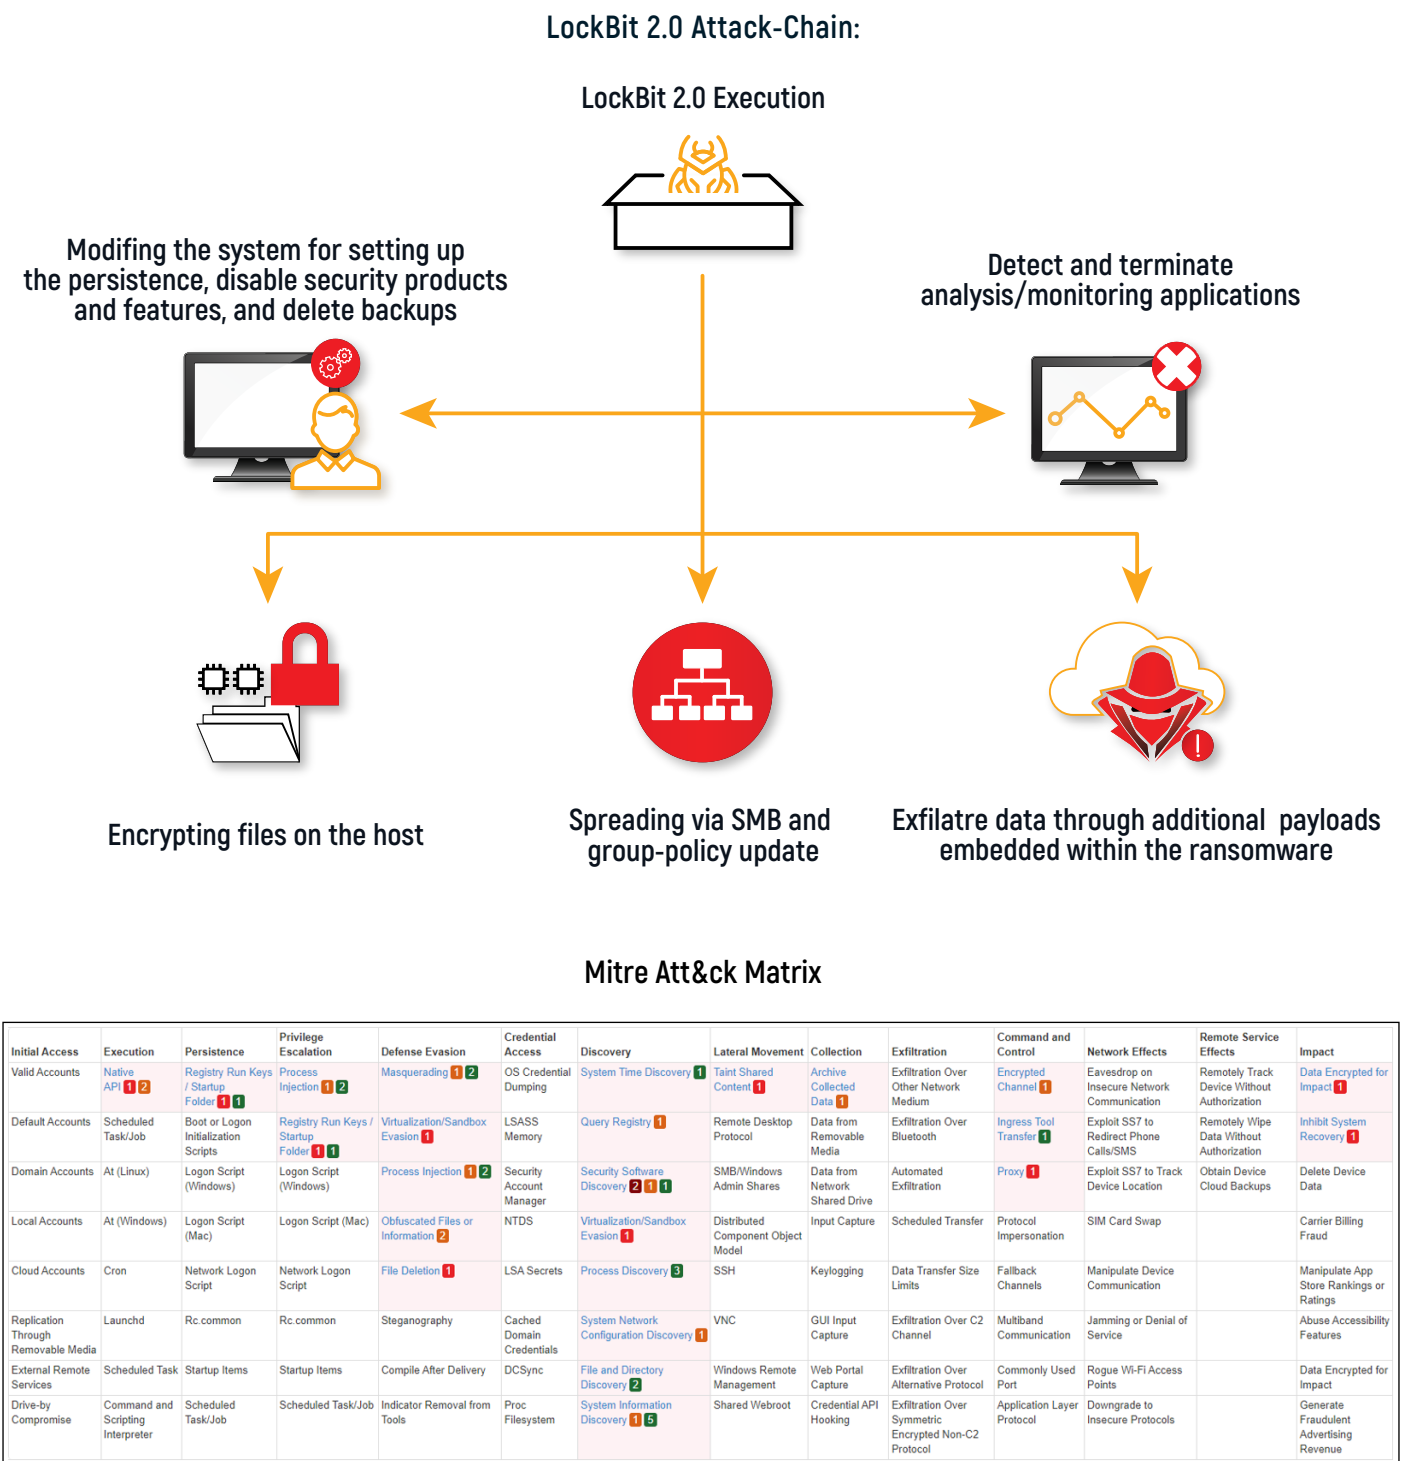 LockBit 2.0 Attack-Chain:
LockBit 2.0 Execution
Modifing the system for setting up
the persistence, disable security products
and features, and delete backups
Detect and terminate
analysis/monitoring applications
Encrypting files on the host
Spreading via SMB and
group-policy update
Exfilatre data through additional payloads
embedded within the ransomware
Mitre Att&ck Matrix
Initial Access Execution Persistence Privilege Escalation Defense Evasion Credential Access Discovery Lateral Movement Collection Exfiltration Command and Control Network Effects Remote Service Effects Impact
Valid Accounts Native API 1 2 Registry Run Keys / Startup Folder 1 1 Process Injection 1 2 Masquerading 1 2 OS Credential Dumping System Time Discovery 1 Taint Shared Content 1 Archive Collected Data 1 Exfiltration Over Other Network Medium Encrypted Channel 1 Eavesdrop on Insecure Network Communication Remotely Track Device Without Authorization Data Encrypted for Impact 1
Default Accounts Scheduled Task/Job Boot or Logon Initialization Scripts Registry Run Keys / Startup Folder 1 1 Virtualization/Sandbox Evasion 1 LSASS Memory Query Registry 1 Remote Desktop Protocol Data from Removable Media Exfiltration Over Bluetooth Ingress Tool Transfer 1 Exploit SS7 to Redirect Phone Calls/SMS Remotely Wipe Data Without Authorization Inhibit System Recovery 1
Domain Accounts At (Linux) Logon Script (Windows) Logon Script (Windows) Process Injection 1 2 Security Account Manager Security Software Discovery 2 1 1 SMB/Windows Admin Shares Data from Network Shared Drive Automated Exfiltration Proxy 1 Exploit SS7 to Track Device Location Obtain Device Cloud Backups Delete Device Data
Local Accounts At (Windows) Logon Script (Mac) Logon Script (Mac) Obfuscated Files or Information 2 NTDS Virtualization/Sandbox Evasion 1 Distributed Component Object Model Input Capture Scheduled Transfer Protocol Impersonation SIM Card Swap Carrier Billing Fraud
Cloud Accounts Cron Network Logon Script Network Logon Script File Deletion 1 LSA Secrets Process Discovery 3 SSH Keylogging Data Transfer Size Limits Fallback Channels Manipulate Device Communication Manipulate App Store Rankings or Ratings
Replication Through Removable Media Launchd Rc.common Rc.common Steganography Cached Domain Credentials System Network Configuration Discovery 1 VNC GUI Input Capture Exfiltration Over C2 Channel Multiband Communication Jamming or Denial of Service Abuse Accessibility Features
External Remote Services Scheduled Task Startup Items Startup Items Compile After Delivery DCSync File and Directory Discovery 2 Windows Remote Management Web Portal Capture Exfiltration Over Alternative Protocol Commonly Used Port Rogue Wi-Fi Access Points Data Encrypted for Impact
Drive-by Compromise Command and Scripting Interpreter Scheduled Task/Job Scheduled Task/Job Indicator Removal from Tools Proc Filesystem System Information Discovery 1 5 Shared Webroot Credential API Hooking Exfiltration Over Symmetric Encrypted Non-C2 Protocol Application Layer Protocol Downgrade to Insecure Protocols Generate Fraudulent Advertising Revenue